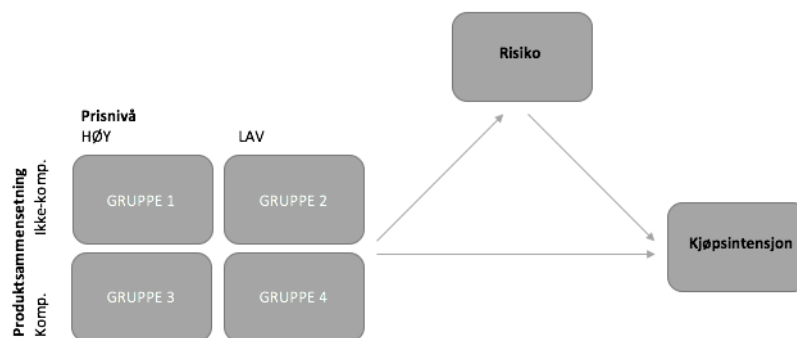 Risiko
Prisnivå
HØY LAV
Produktsammensetning
Ikke-komp.
Komp.
GRUPPE 1 GRUPPE 2
Kjøpsintensjon
GRUPPE 3 GRUPPE 4